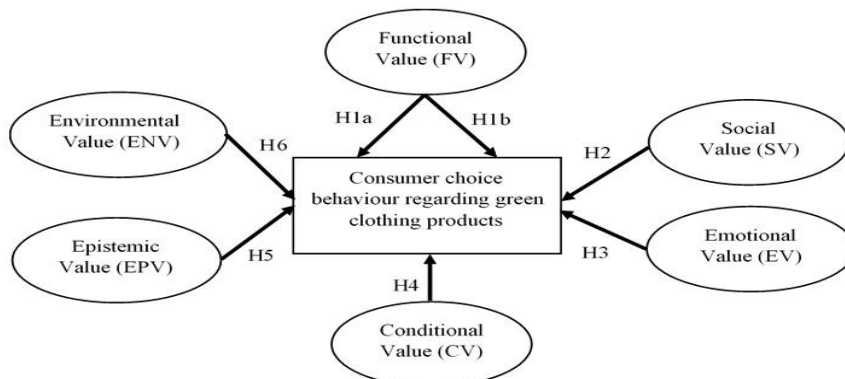 Functional
Value (FV)
H1a
H1b
Environmental
Value (ENV)
H6
Social
Value (SV)
H2
Consumer choice
behaviour regarding green
clothing products
Epistemic
Value (EPV)
H5
Emotional
Value (EV)
H3
H4
Conditional
Value (CV)